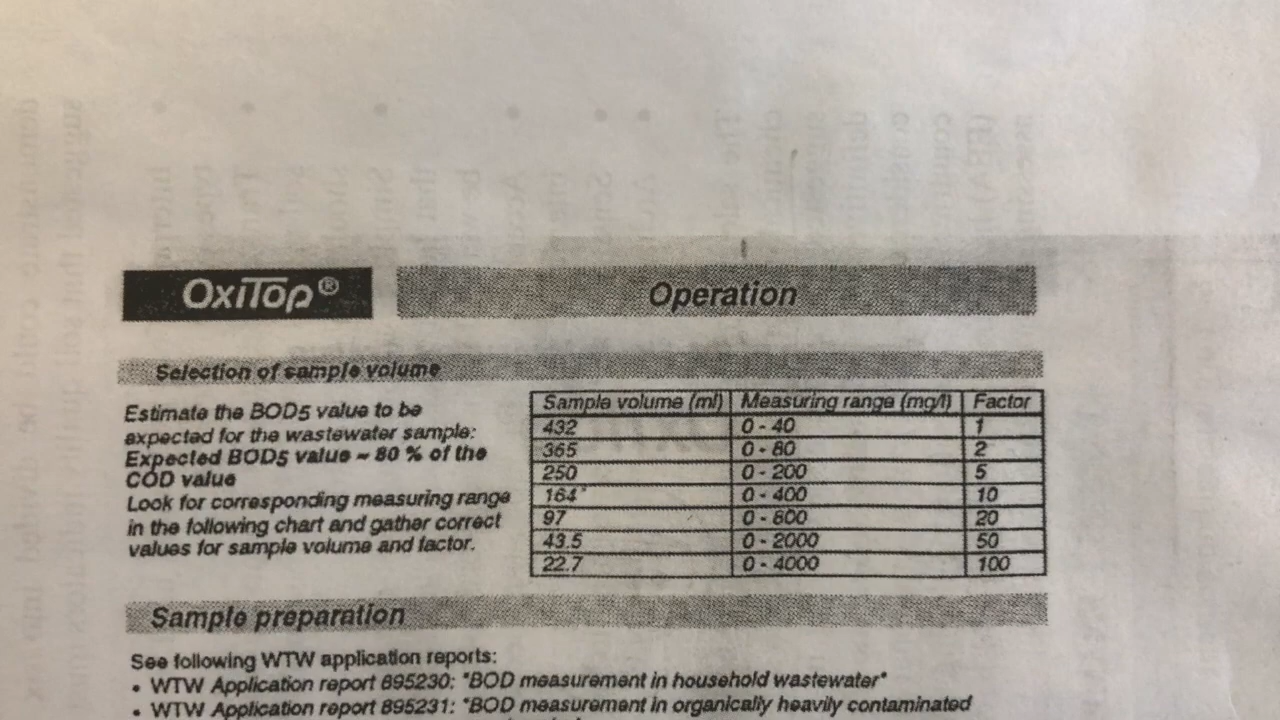 OxiTop®
Operation
Selection of sample volume
Estimate the BOD5 value to be
expected for the wastewater sample:
Expected BOD5 value ~ 80 % of the
COD value
Look for corresponding measuring range
in the following chart and gather correct
values for sample volume and factor.
Sample volume (ml) Measuring range (mg/l) Factor
432 0 - 40 1
365 0 - 80 2
250 0 - 200 5
164 0 - 400 10
97 0 - 800 20
43.5 0 - 2000 50
22.7 0 - 4000 100
Sample preparation
See following WTW application reports:
• WTW Application report 895230: "BOD measurement in household wastewater"
• WTW Application report 895231: "BOD measurement in organically heavily contaminated